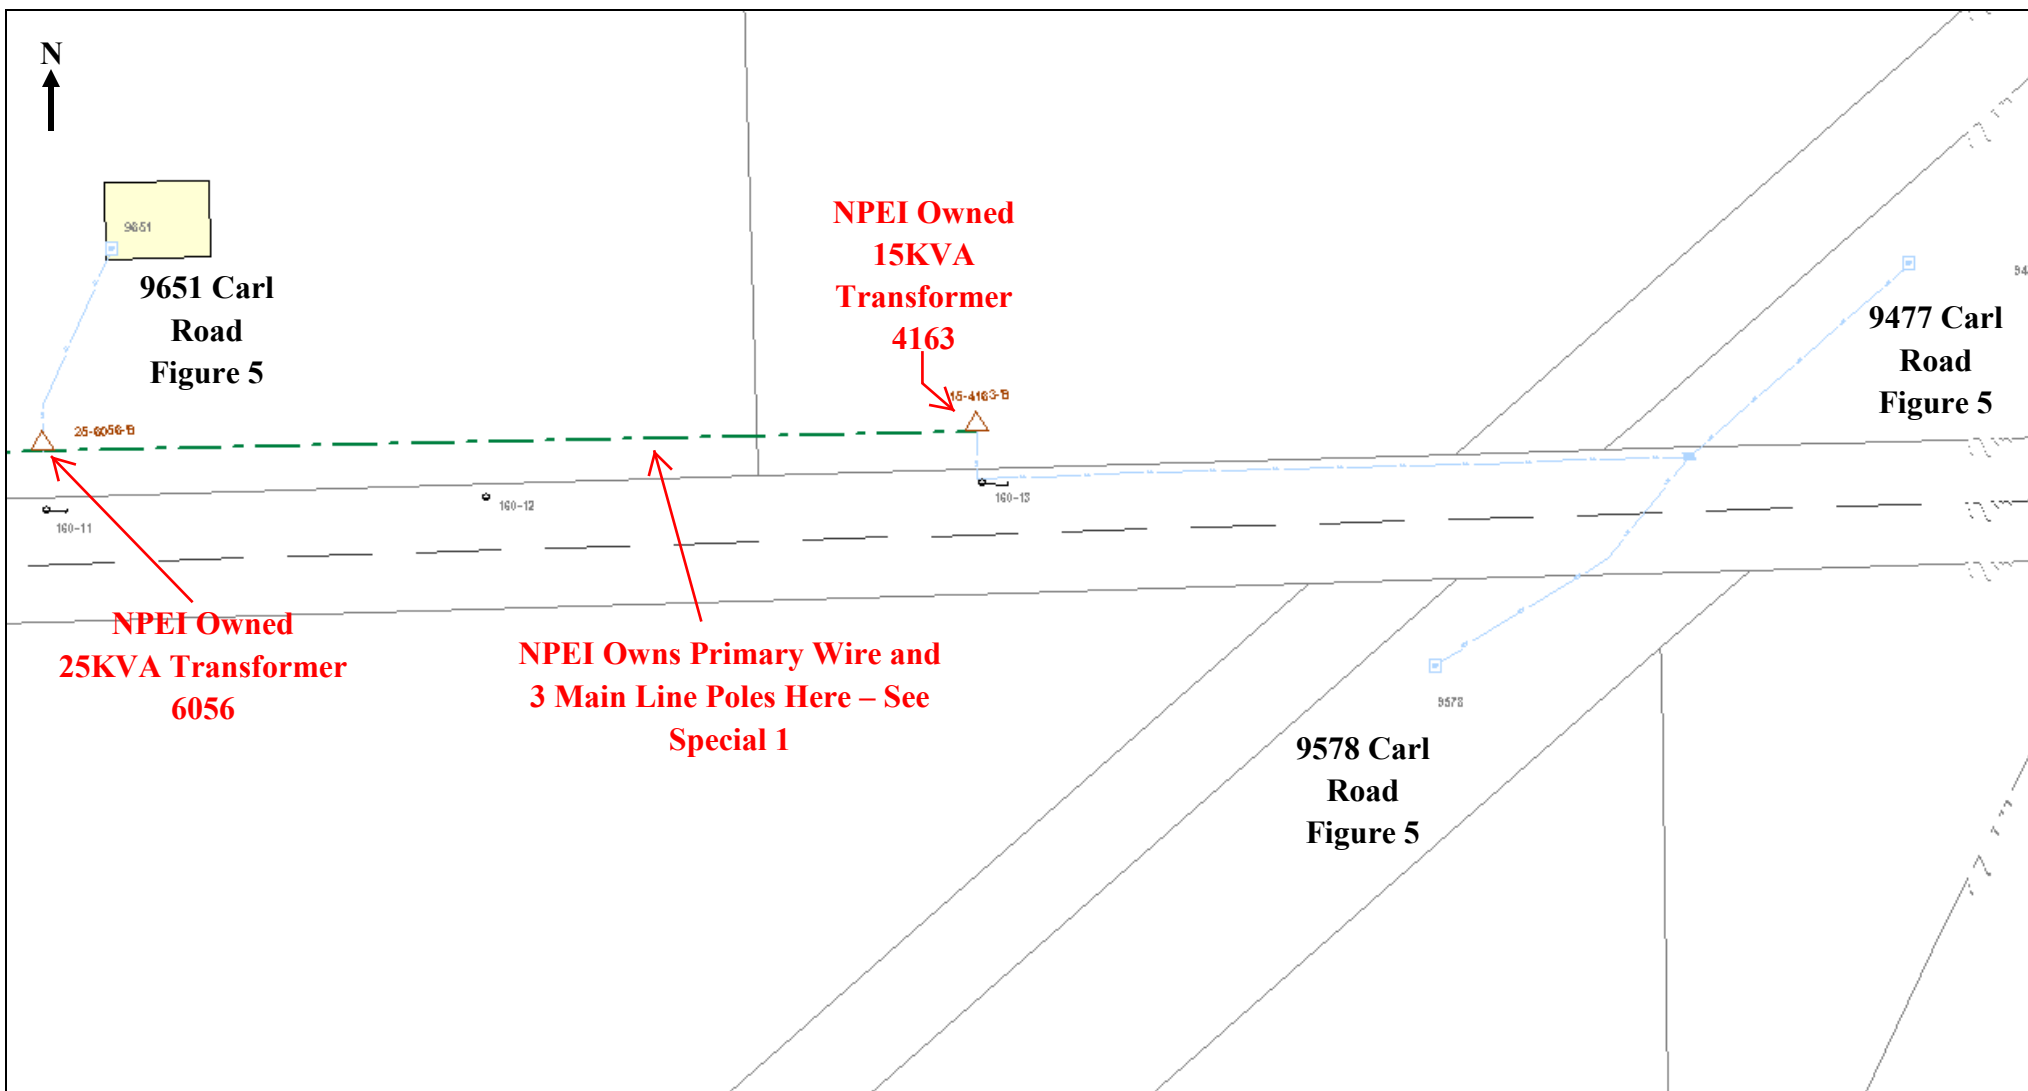 N
9651
9651 Carl
Road
Figure 5
NPEI Owned
15KVA
Transformer
4163
15-4163-B
9477 Carl
Road
Figure 5
25-6056-B
160-11
160-12
160-13
NPEI Owned
25KVA Transformer
6056
NPEI Owns Primary Wire and
3 Main Line Poles Here – See
Special 1
9578
9578 Carl
Road
Figure 5